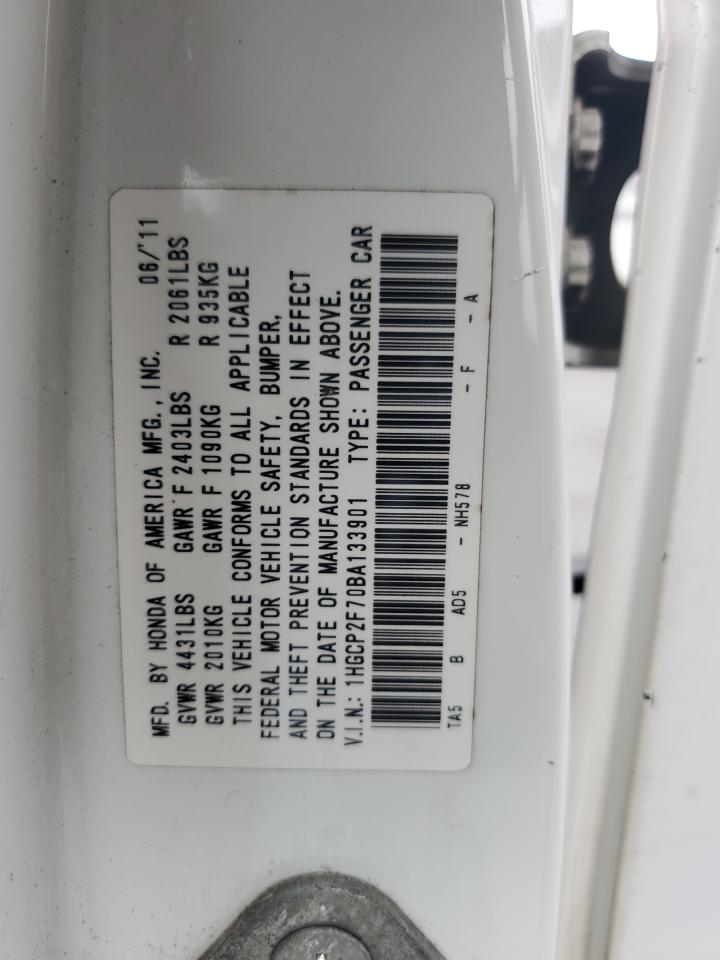 MFD. BY HONDA OF AMERICA MFG., INC. 06/'11
GVWR 4431LBS GAWR F 2403LBS R 2061LBS
GVWR 2010KG GAWR F 1090KG R 935KG
THIS VEHICLE CONFORMS TO ALL APPLICABLE
FEDERAL MOTOR VEHICLE SAFETY, BUMPER,
AND THEFT PREVENTION STANDARDS IN EFFECT
ON THE DATE OF MANUFACTURE SHOWN ABOVE.
V.I.N.: 1HGCP2F70BA133901 TYPE: PASSENGER CAR
TA5 B AD5 - NH578 - F - A